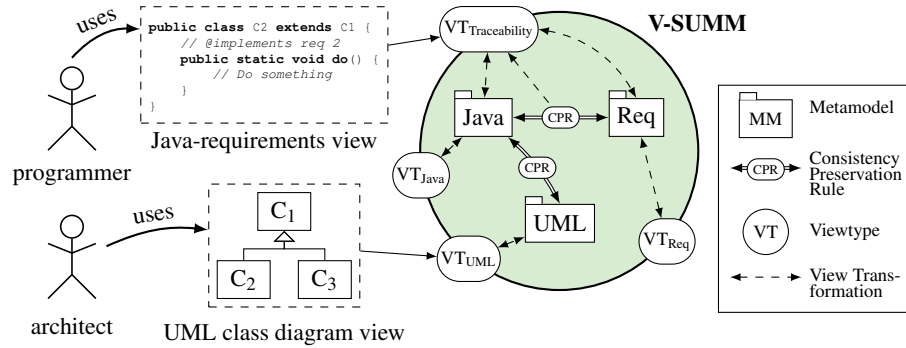 uses
public class C2 extends C1 {
// @implements req 2
public static void do() {
// Do something
}
}
Java-requirements view
programmer
uses
C1
C2
C3
UML class diagram view
architect
V-SUMM
VTTraceability
Java
CPR
Req
VTJava
CPR
UML
VTUML
VTReq
MM
Metamodel
CPR
Consistency
Preservation
Rule
VT
Viewtype
View Trans-
formation